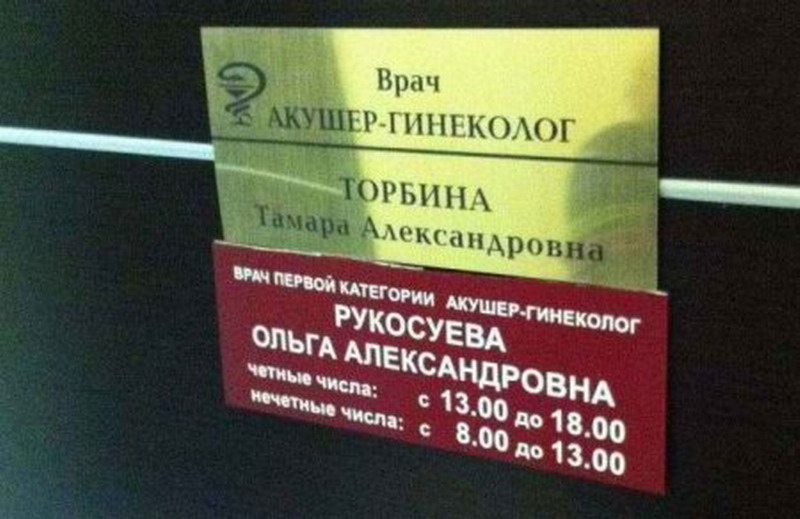 Врач
АКУШЕР-ГИНЕКОЛОГ
ТОРБИНА
Тамара Александровна
ВРАЧ ПЕРВОЙ КАТЕГОРИИ АКУШЕР-ГИНЕКОЛОГ
РУКОСУЕВА
ОЛЬГА АЛЕКСАНДРОВНА
четные числа: с 13.00 до 18.00
нечетные числа: с 8.00 до 13.00